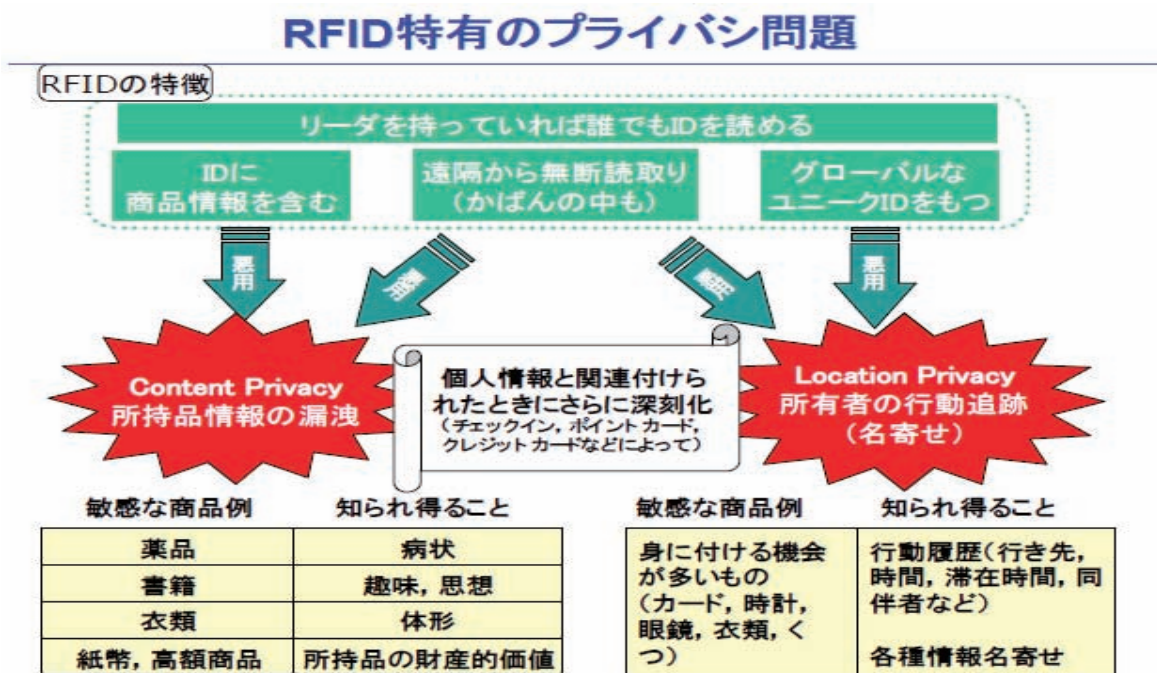 RFID特有のプライバシ問題
RFIDの特徴
リーダを持っていれば誰でもIDを読める
IDに
商品情報を含む
遠隔から無断読取り
(かばんの中も)
グローバルな
ユニークIDをもつ
悪用
悪用
悪用
悪用
Content Privacy
所持品情報の漏洩
個人情報と関連付けら
れたときにさらに深刻化
(チェックイン, ポイントカード,
クレジットカードなどによって)
Location Privacy
所有者の行動追跡
(名寄せ)
敏感な商品例 知られ得ること
薬品 病状
書籍 趣味, 思想
衣類 体形
紙幣, 高額商品 所持品の財産的価値
敏感な商品例 知られ得ること
身に付ける機会
が多いもの
(カード, 時計,
眼鏡, 衣類, く
つ)
行動履歴(行き先,
時間, 滞在時間, 同
伴者など)
各種情報名寄せ